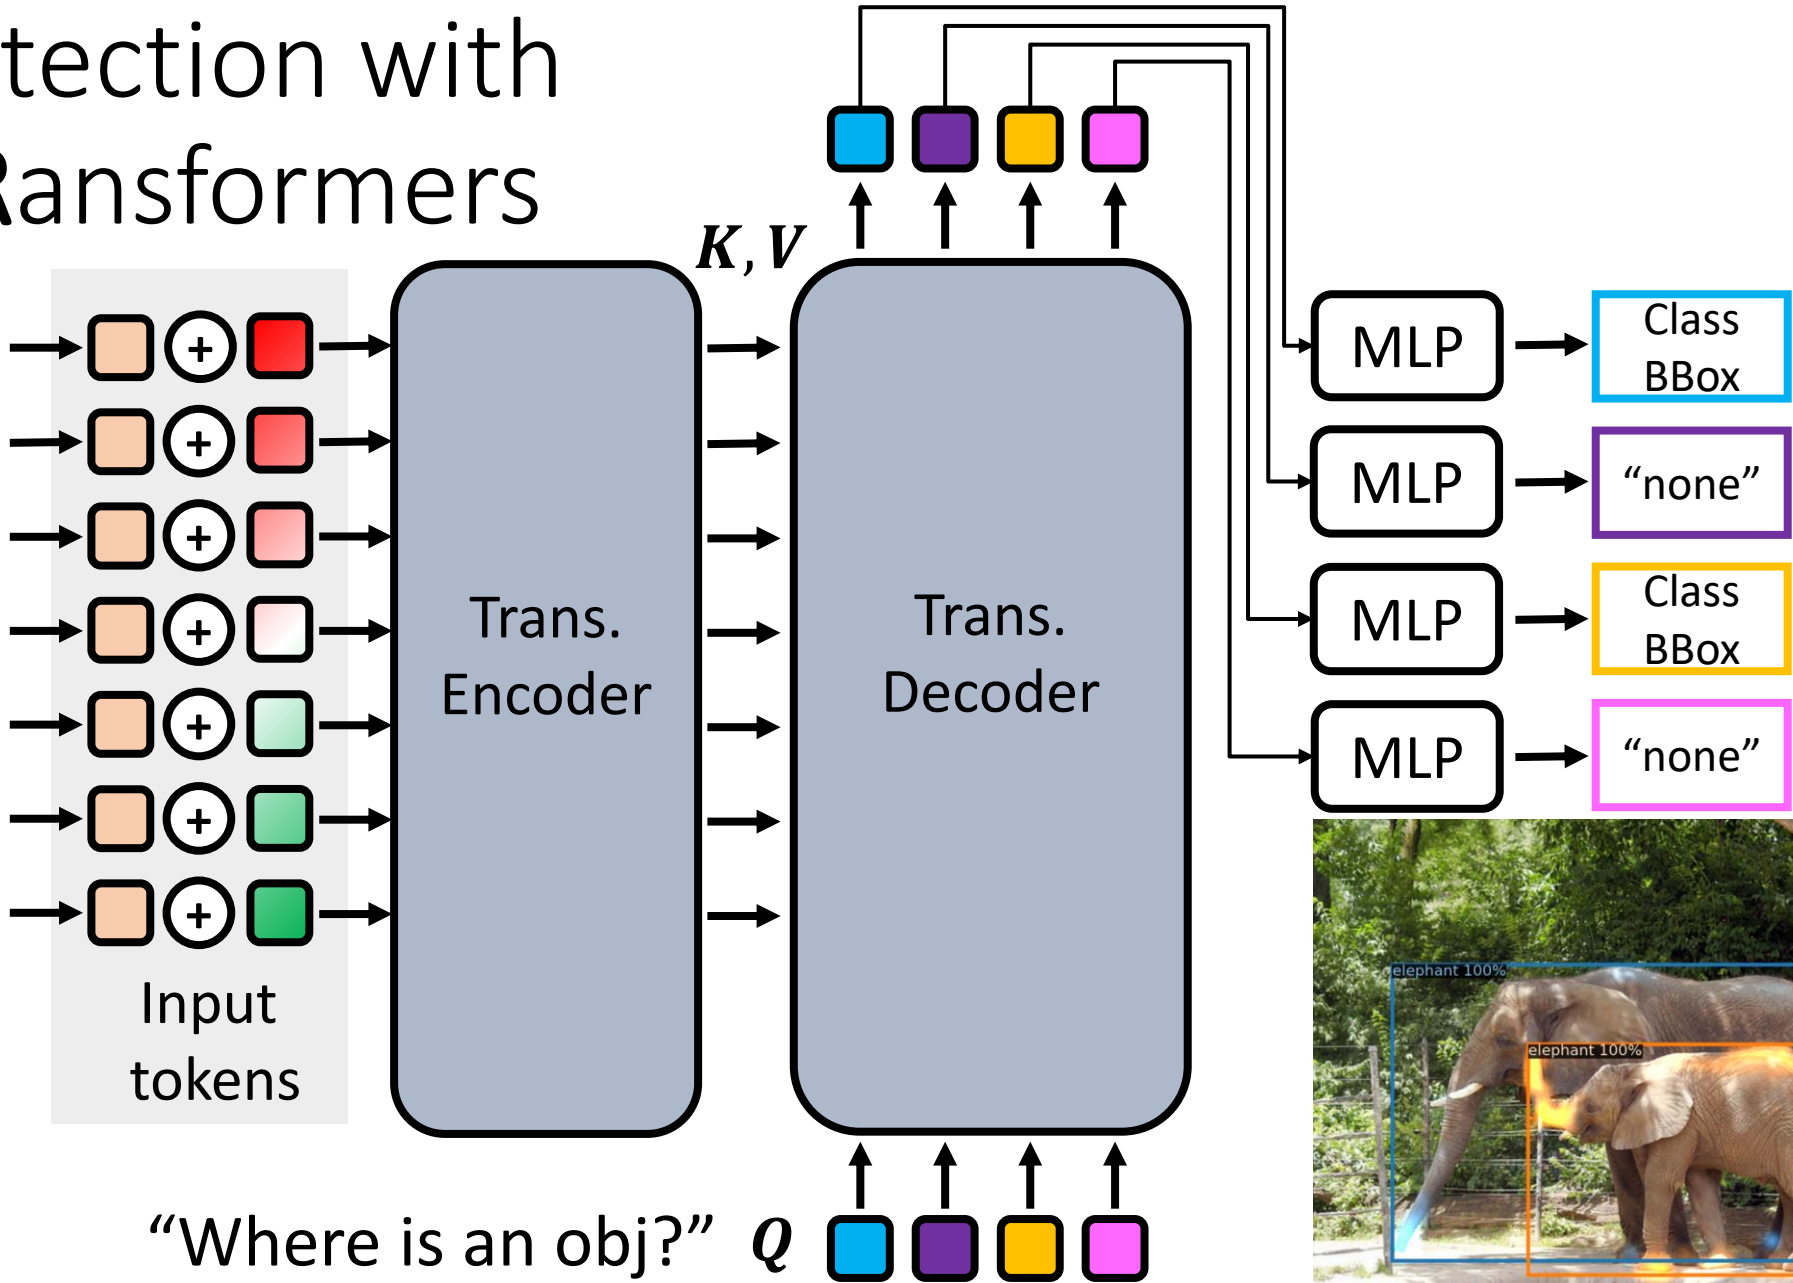 tection with
Ransformers
K, V
+
+
+
+
+
+
+
Input
tokens
Trans.
Encoder
Trans.
Decoder
MLP
Class
BBox
MLP
“none”
MLP
Class
BBox
MLP
“none”
elephant 100%
elephant 100%
“Where is an obj?” Q